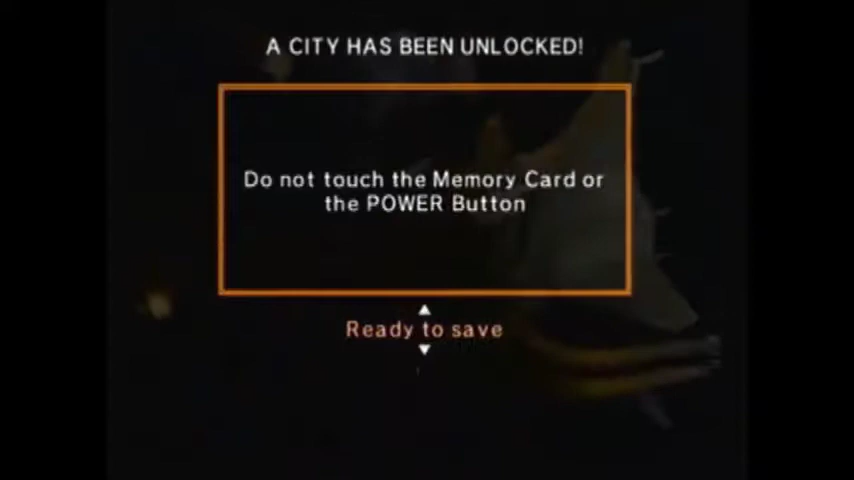 A CITY HAS BEEN UNLOCKED!
Do not touch the Memory Card or
the POWER Button
Ready to save